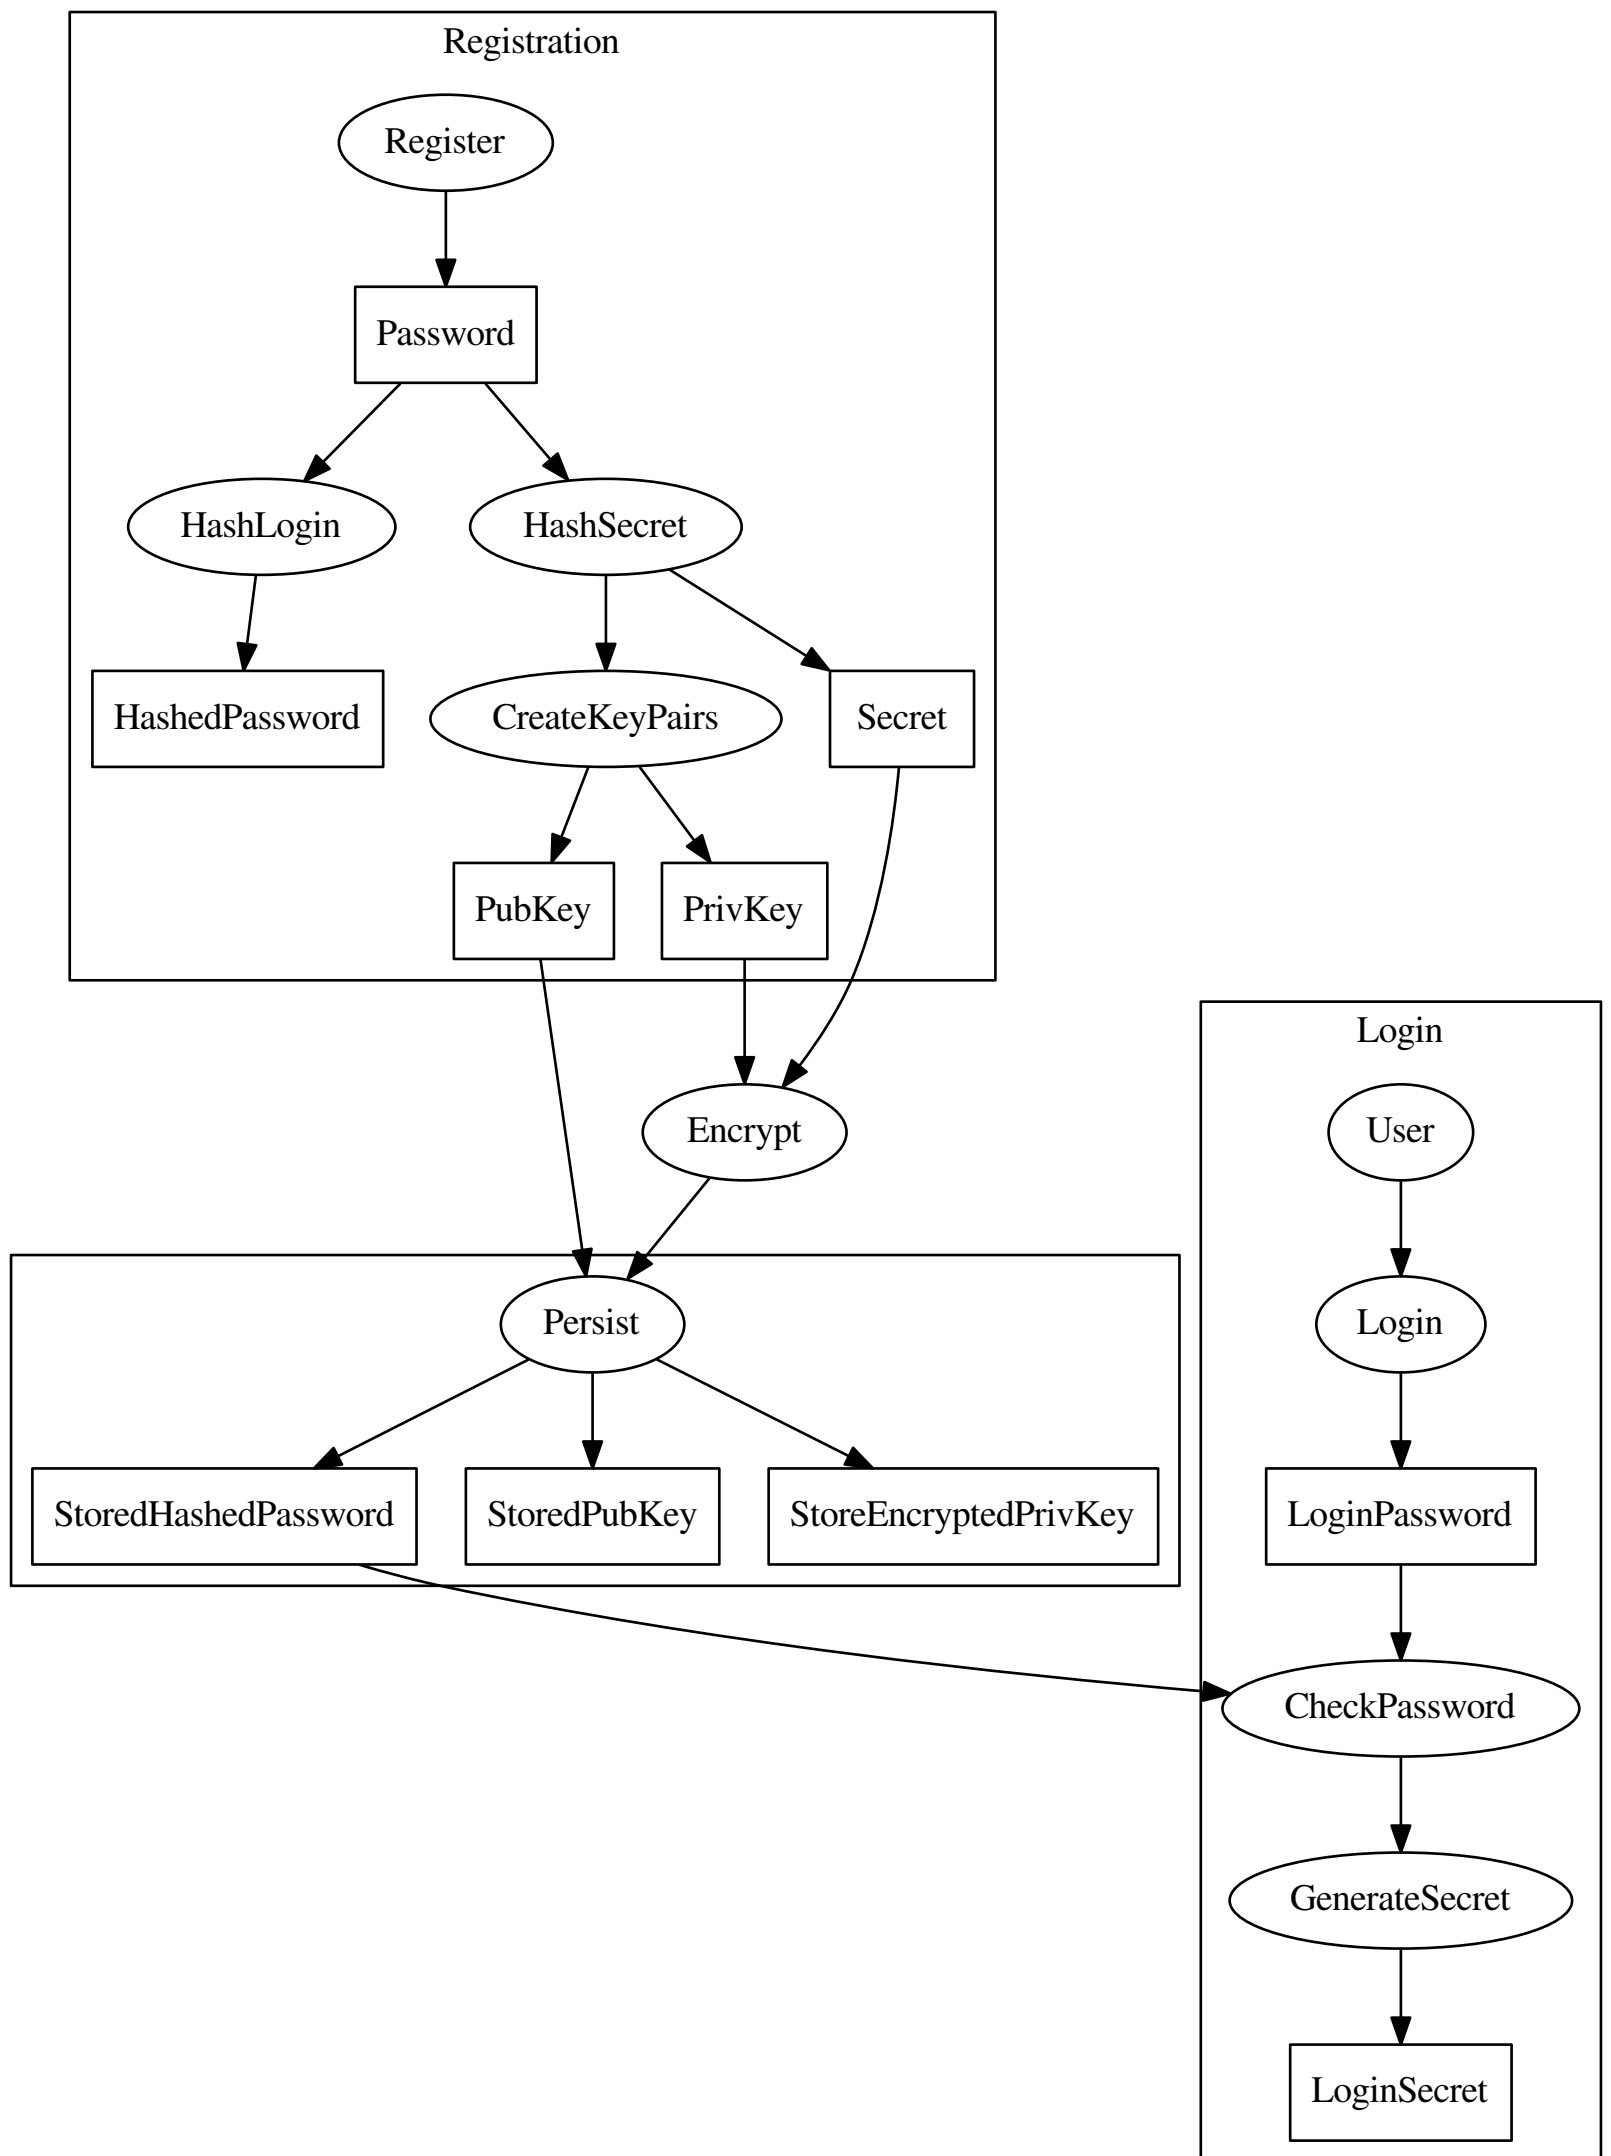 Registration
Register
Password
HashLogin
HashSecret
HashedPassword
CreateKeyPairs
Secret
PubKey
PrivKey
Encrypt
Persist
StoredHashedPassword
StoredPubKey
StoreEncryptedPrivKey
Login
User
Login
LoginPassword
CheckPassword
GenerateSecret
LoginSecret